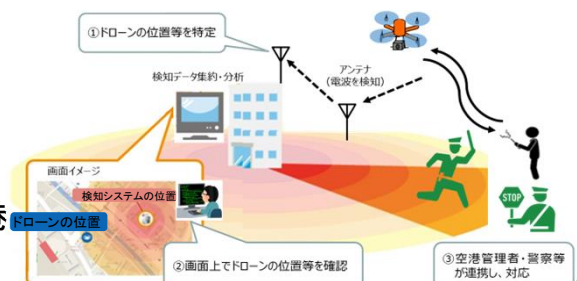 ①ドローンの位置等を特定
アンテナ
(電波を検知)
検知データ集約・分析
画面イメージ
検知システムの位置
ドローンの位置
STOP
②画面上でドローンの位置等を確認
③空港管理者・警察等
が連携し、対応